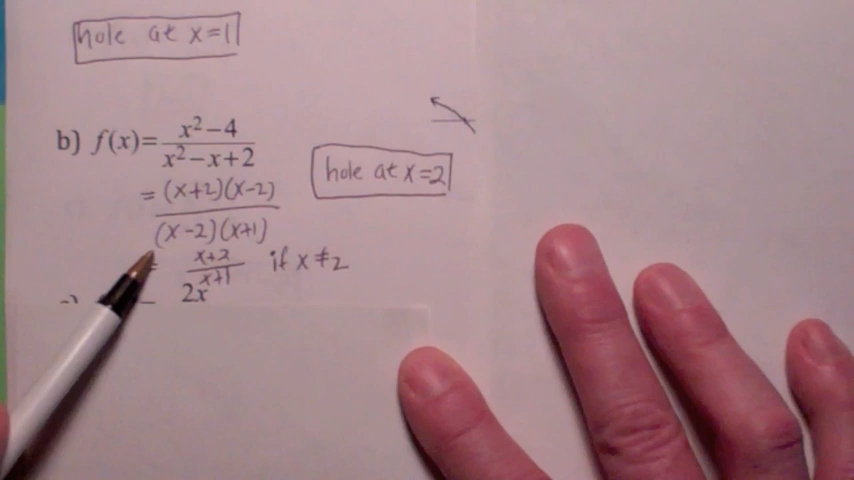 hole at x=1
b) f(x)= x²-4 / x²-x+2
hole at x=2
= (x+2)(x-2) / (x-2)(x+1)
= x+2 / x+1 if x≠2
2x